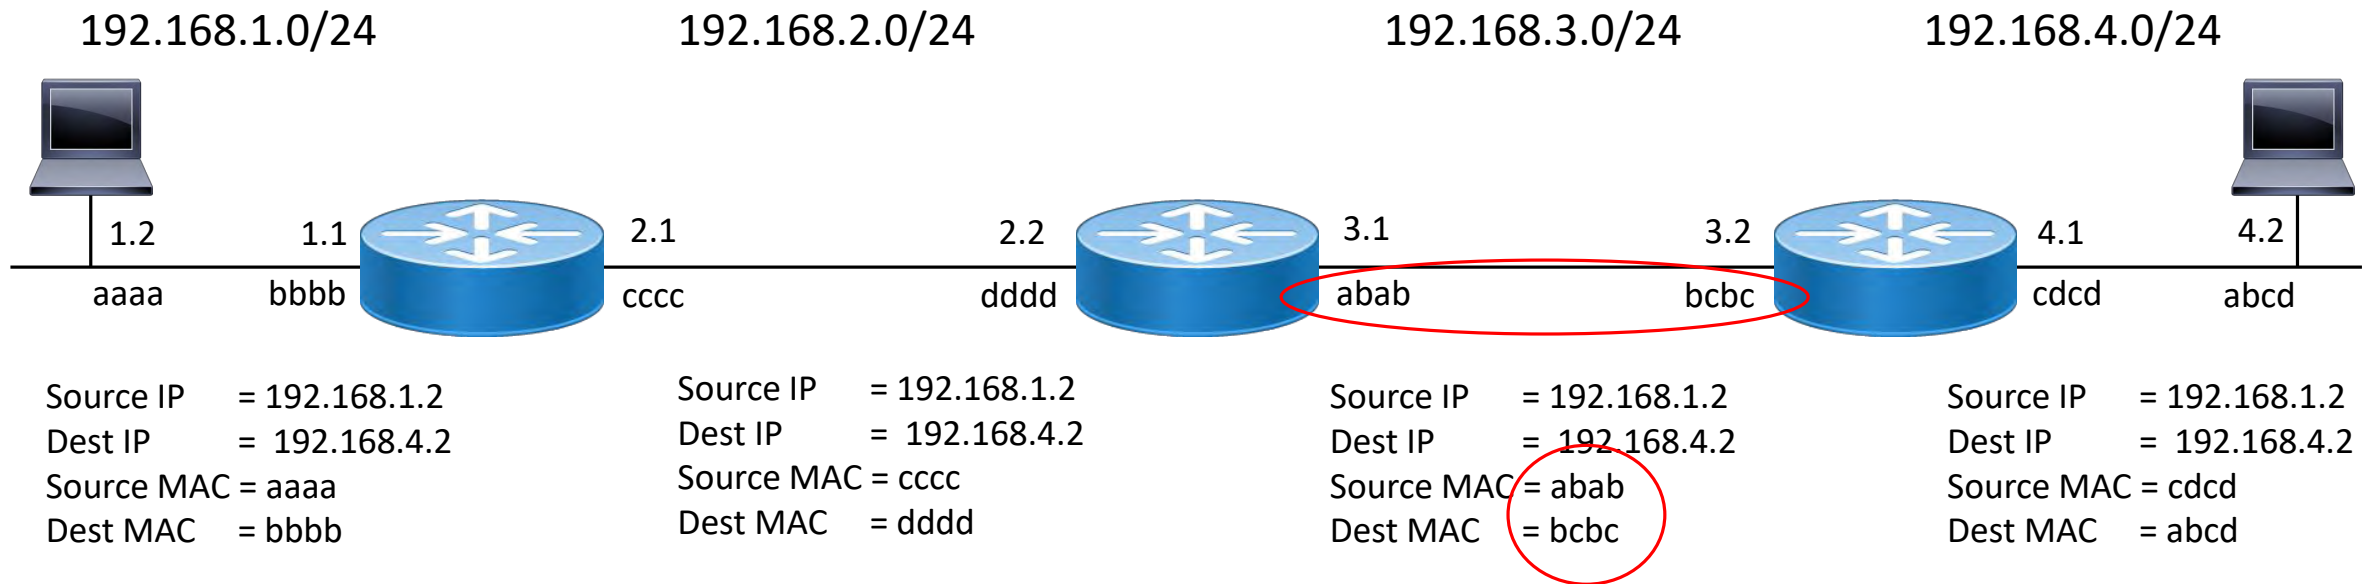 192.168.1.0/24 192.168.2.0/24 192.168.3.0/24 192.168.4.0/24
1.2 1.1 2.1 2.2 3.1 3.2 4.1 4.2
aaaa bbbb cccc dddd abab bcbc cdcd abcd
Source IP = 192.168.1.2
Dest IP = 192.168.4.2
Source MAC = aaaa
Dest MAC = bbbb
Source IP = 192.168.1.2
Dest IP = 192.168.4.2
Source MAC = cccc
Dest MAC = dddd
Source IP = 192.168.1.2
Dest IP = 192.168.4.2
Source MAC = abab
Dest MAC = bcbc
Source IP = 192.168.1.2
Dest IP = 192.168.4.2
Source MAC = cdcd
Dest MAC = abcd